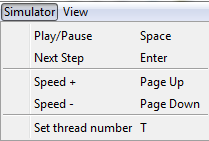 Simulator View
Play/Pause Space
Next Step Enter
Speed + Page Up
Speed - Page Down
Set thread number T